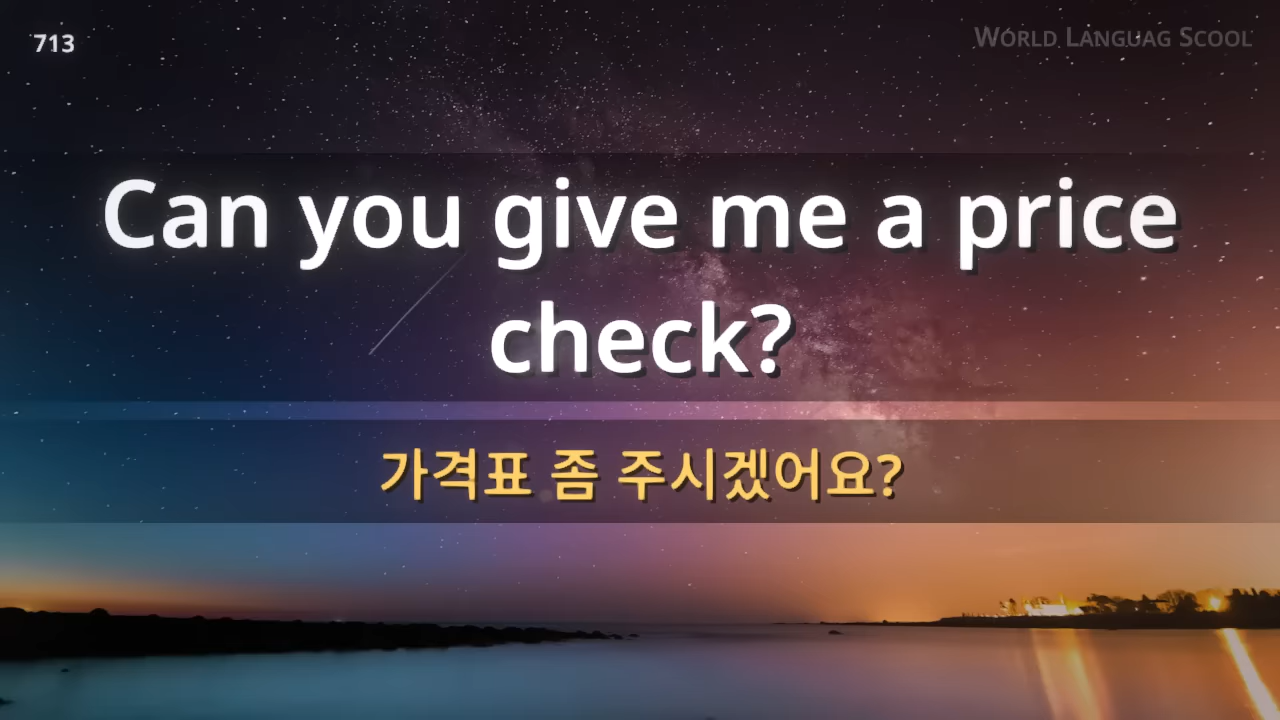 713
World Languag Scool
Can you give me a price
check?
가격표 좀 주시겠어요?